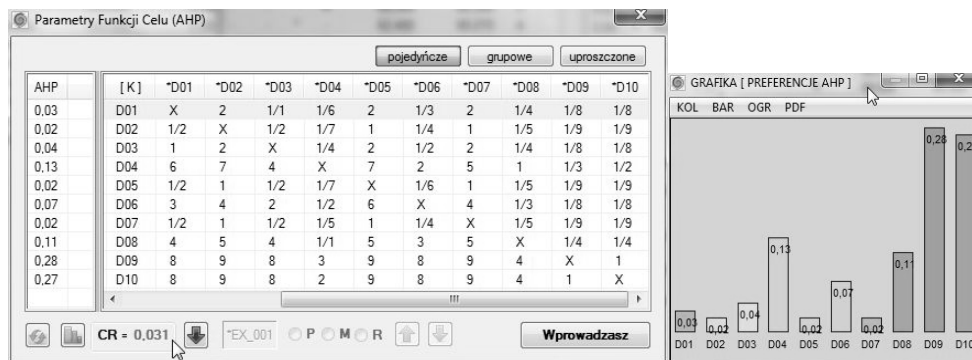 Parametry Funkcji Celu (AHP)
pojedyńcze grupowe uproszczone
AHP [ K ] *D01 *D02 *D03 *D04 *D05 *D06 *D07 *D08 *D09 *D10
0,03 D01 X 2 1/1 1/6 2 1/3 2 1/4 1/8 1/8
0,02 D02 1/2 X 1/2 1/7 1 1/4 1 1/5 1/9 1/9
0,04 D03 1 2 X 1/4 2 1/2 2 1/4 1/8 1/8
0,13 D04 6 7 4 X 7 2 5 1 1/3 1/2
0,02 D05 1/2 1 1/2 1/7 X 1/6 1 1/5 1/9 1/9
0,07 D06 3 4 2 1/2 6 X 4 1/3 1/8 1/8
0,02 D07 1/2 1 1/2 1/5 1 1/4 X 1/5 1/9 1/9
0,11 D08 4 5 4 1/1 5 3 5 X 1/4 1/4
0,28 D09 8 9 8 3 9 8 9 4 X 1
0,27 D10 8 9 8 2 9 8 9 4 1 X
CR = 0,031 *EX_001 P M R Wprowadzasz
GRAFIKA [ PREFERENCJE AHP ]
KOL BAR OGR PDF
0,03 0,02 0,04 0,13 0,02 0,07 0,02 0,11 0,28
D01 D02 D03 D04 D05 D06 D07 D08 D09 D10